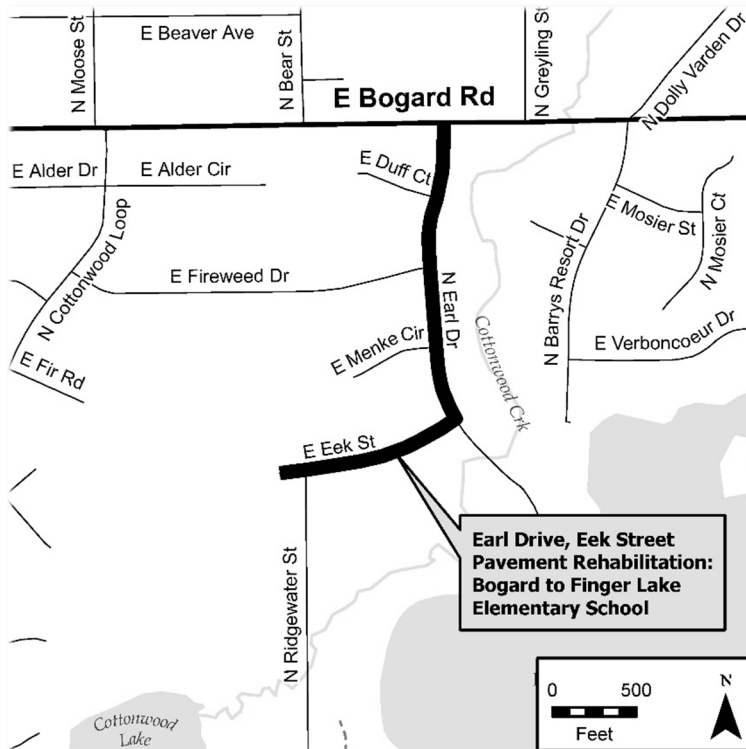 E Beaver Ave
N Moose St
N Bear St
N Greyling St
N Dolly Varden Dr
E Bogard Rd
E Alder Dr
E Alder Cir
E Duff Ct
E Mosier St
N Mosier Ct
N Cottonwood Loop
E Fireweed Dr
N Earl Dr
N Barrys Resort Dr
E Menke Cir
Cottonwood Crk
E Verboncoeur Dr
E Fir Rd
E Eek St
Earl Drive, Eek Street
Pavement Rehabilitation:
Bogard to Finger Lake
Elementary School
N Ridgewater St
Cottonwood
Lake
0 500
Feet
N